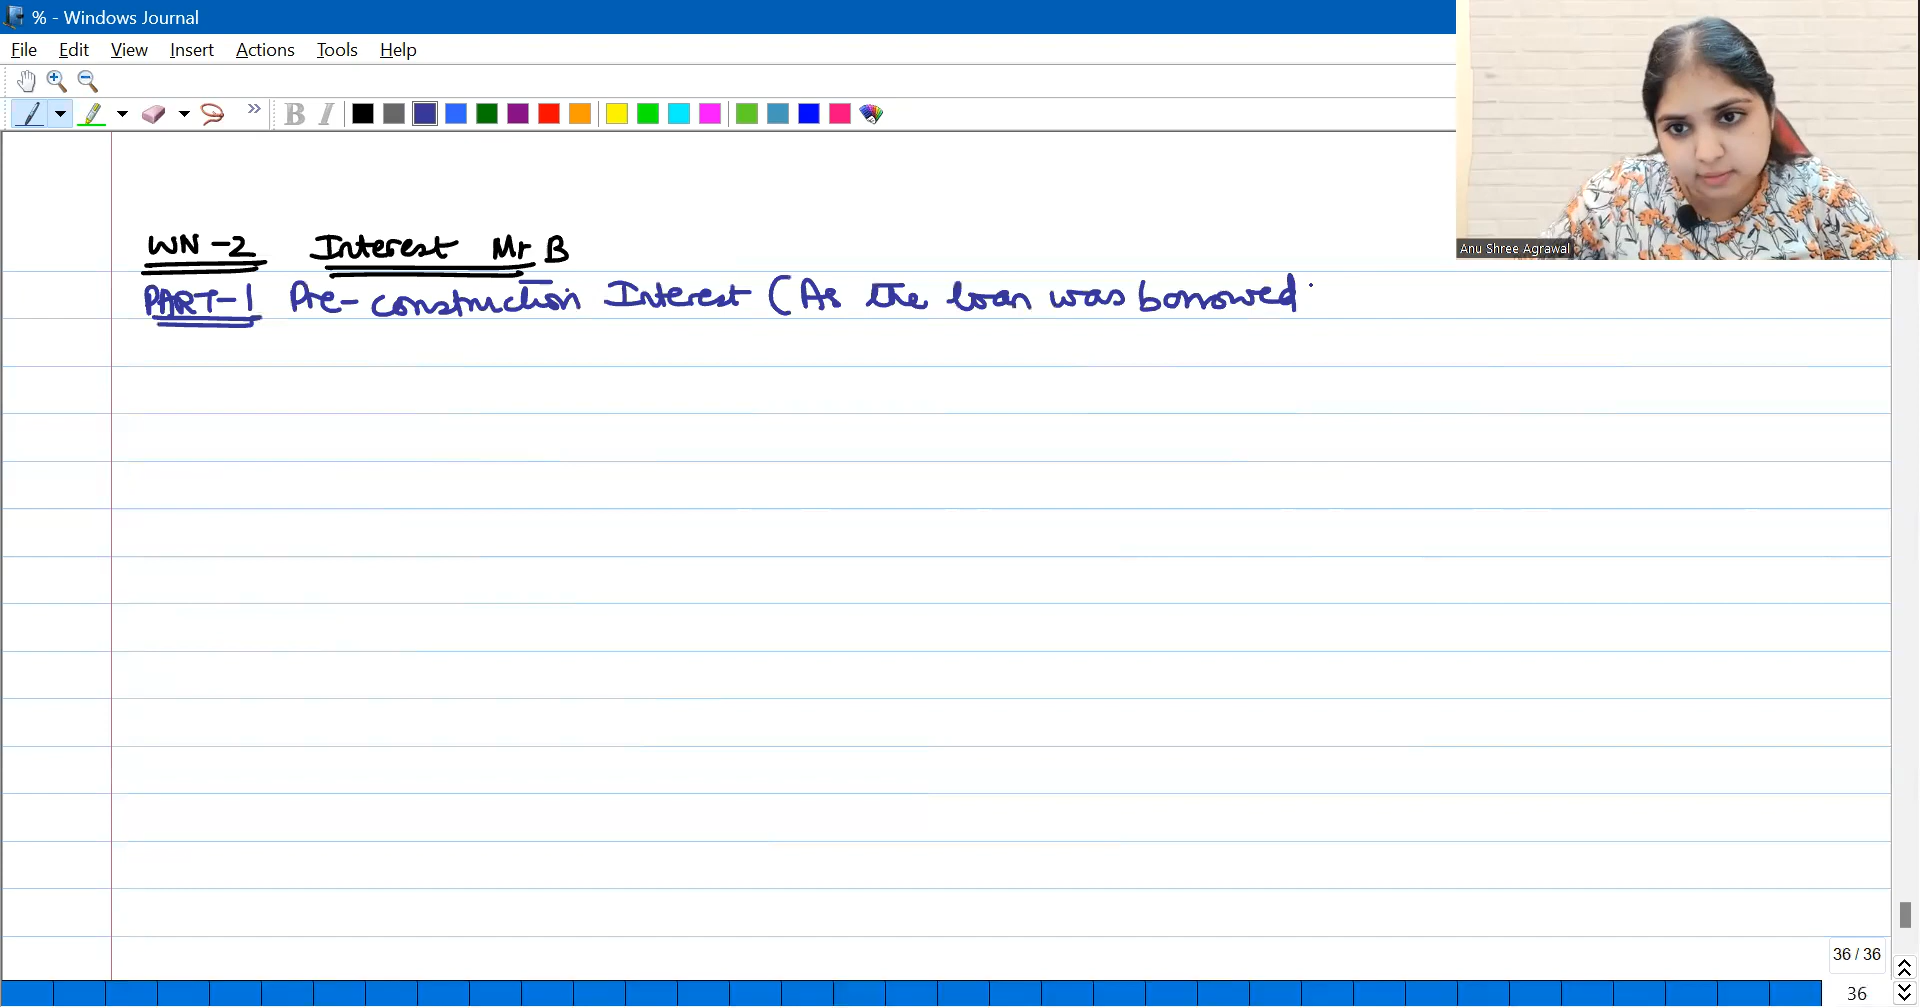 % - Windows Journal
File Edit View Insert Actions Tools Help
B I
Anu Shree Agrawal
WN-2 Interest Mr B
PART-1 Pre-construction Interest (As the loan was borrowed
36 / 36
36